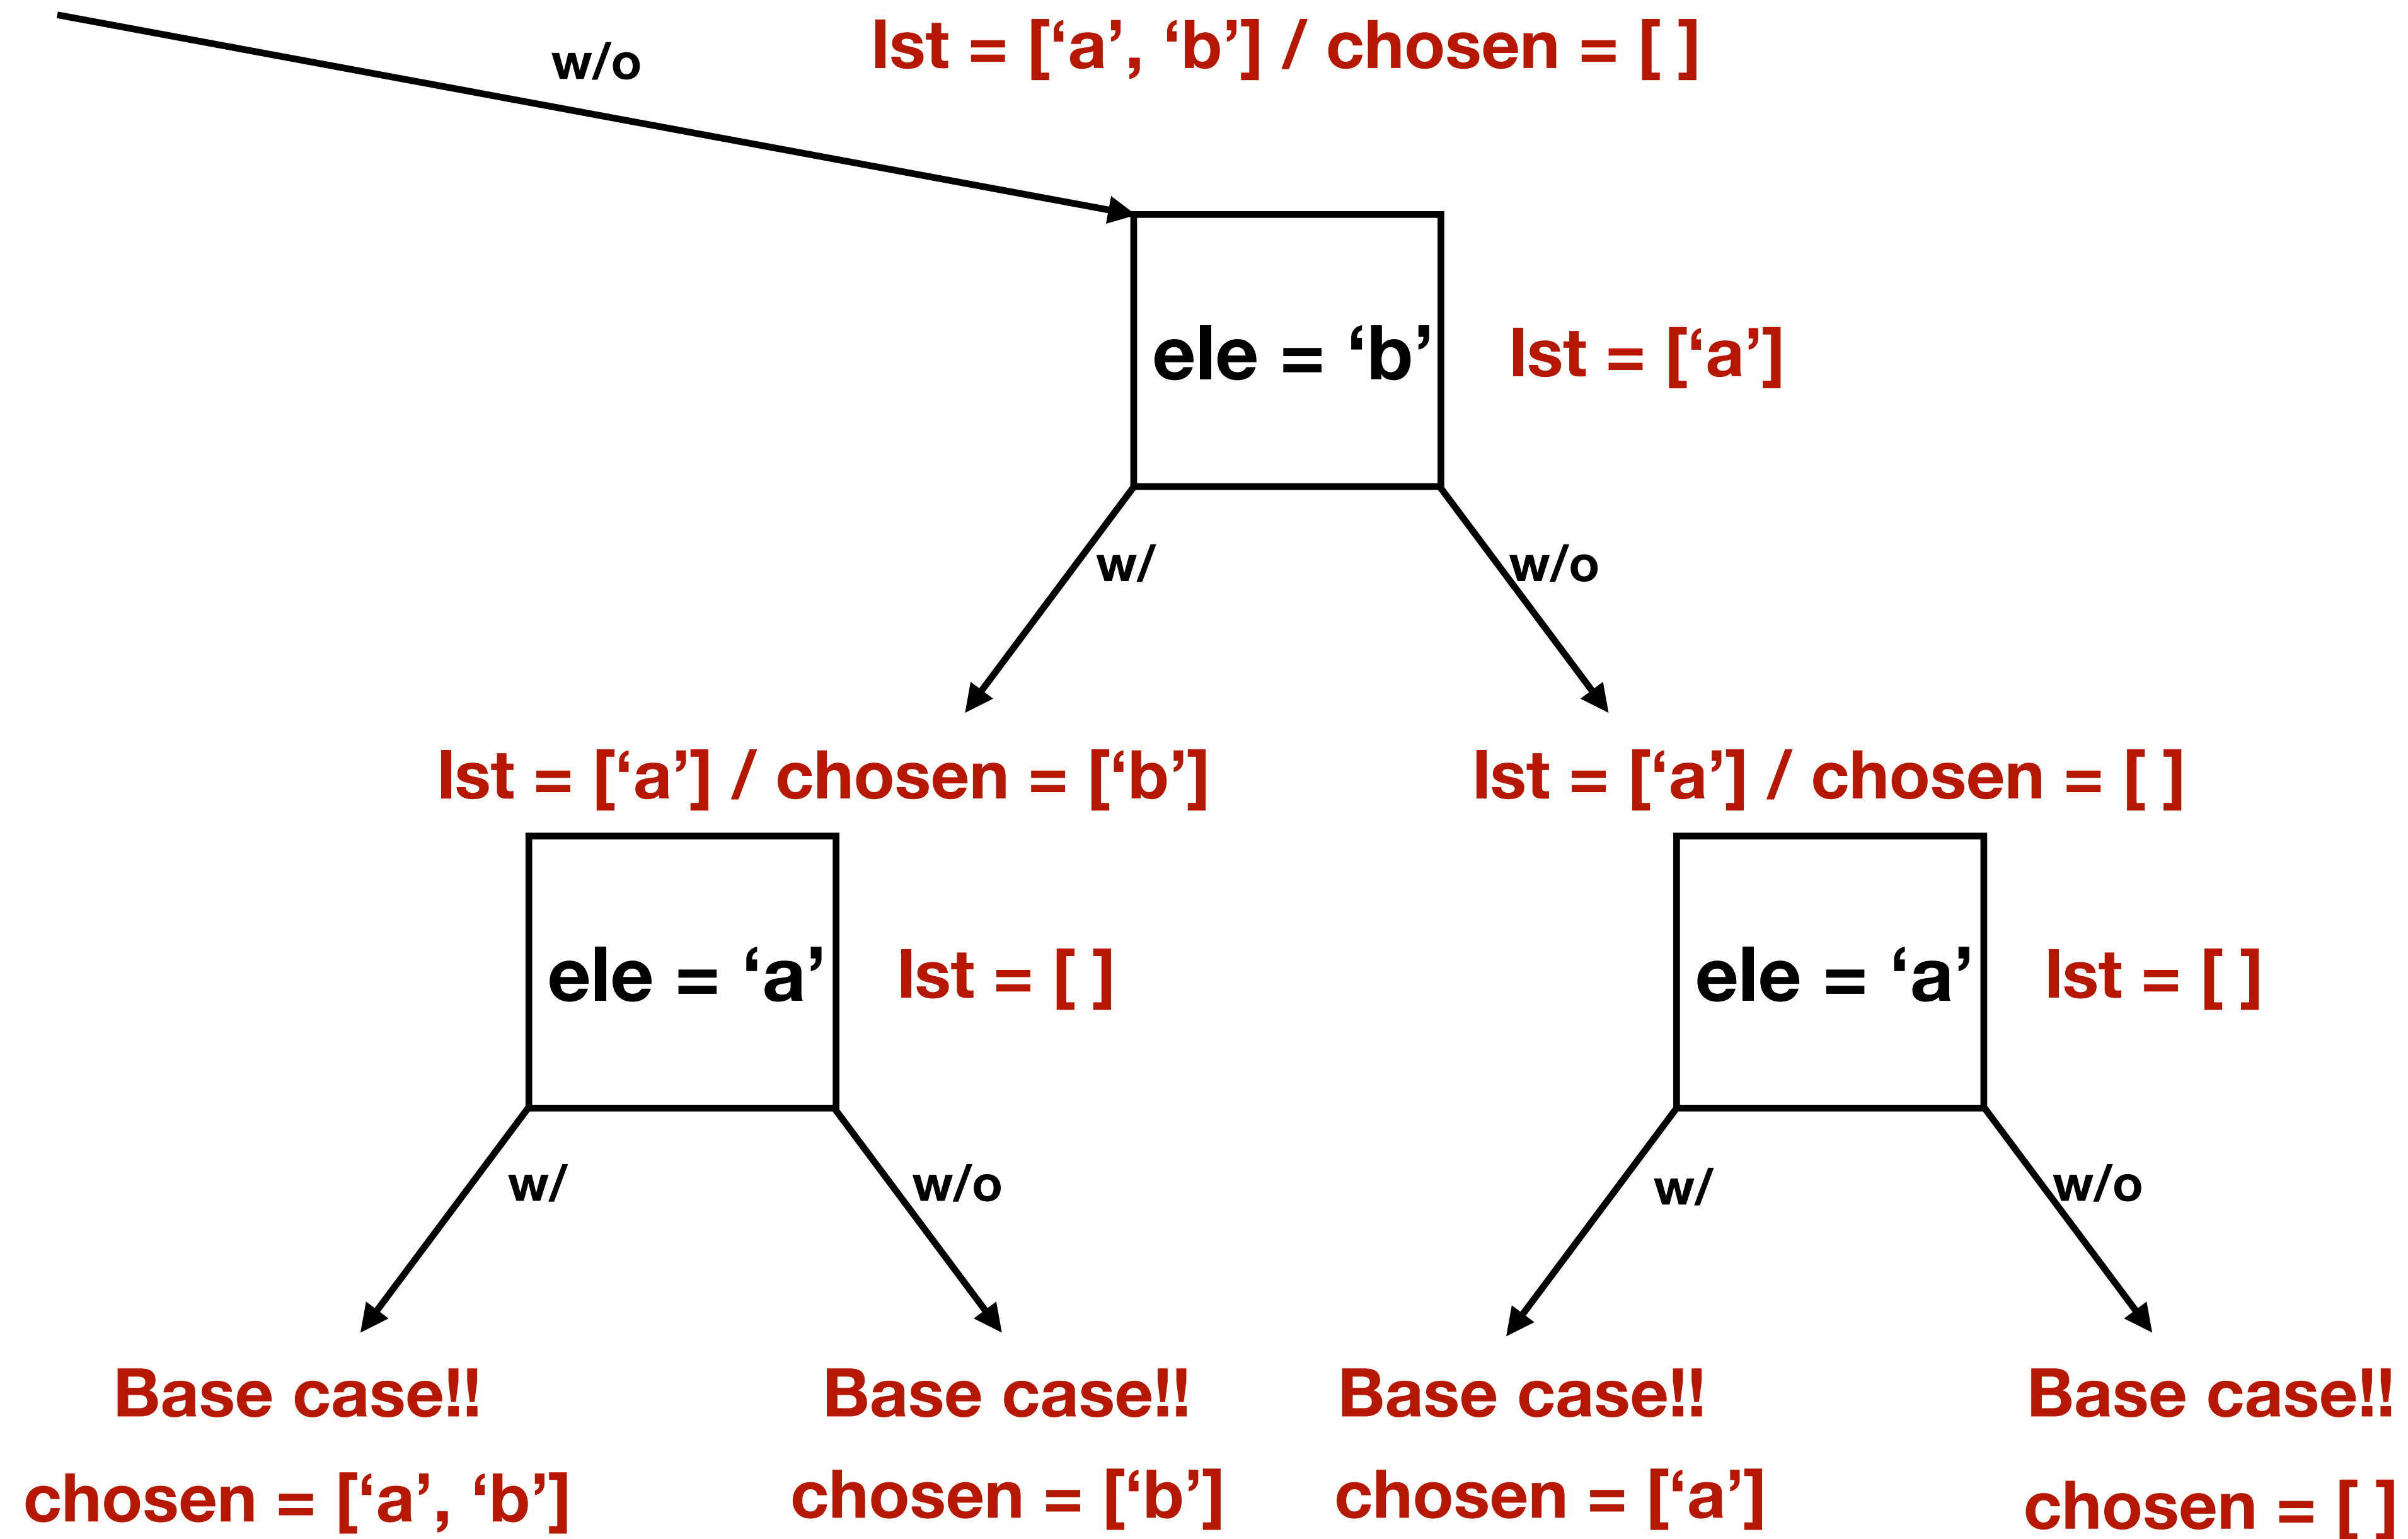 lst = [‘a’, ‘b’] / chosen = [ ]
w/o
ele = ‘b’
lst = [‘a’]
w/
w/o
lst = [‘a’] / chosen = [‘b’]
lst = [‘a’] / chosen = [ ]
ele = ‘a’
lst = [ ]
ele = ‘a’
lst = [ ]
w/
w/o
w/
w/o
Base case!!
Base case!!
Base case!!
Base case!!
chosen = [‘a’, ‘b’]
chosen = [‘b’]
chosen = [‘a’]
chosen = [ ]